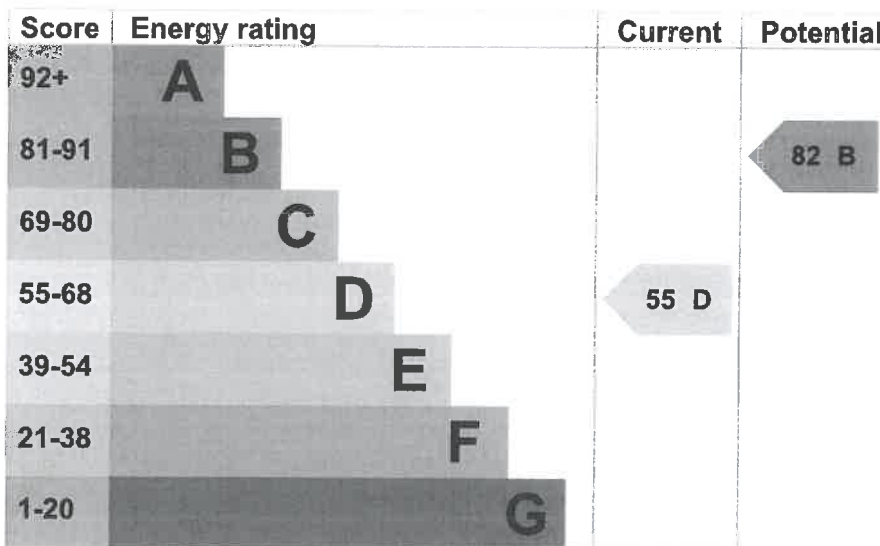 Score Energy rating Current Potential
92+ A
81-91 B 82 B
69-80 C
55-68 D 55 D
39-54 E
21-38 F
1-20 G